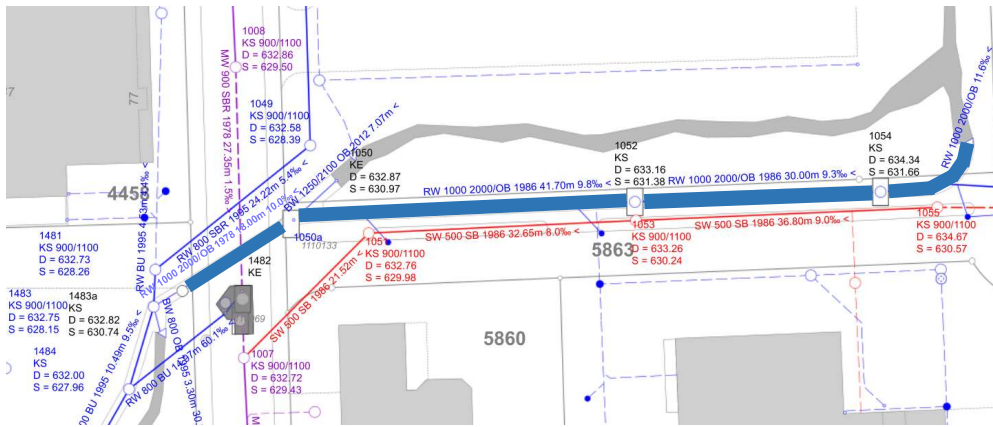 1008
KS 900/1100
D = 632.86
S = 629.50
MW 900 SBR 1978 27.35m 1.5‰ <
1049
KS 900/1100
D = 632.58
S = 628.39
BW 1250/2100 OB 2012 7.07m <
1050
KE
D = 632.87
S = 630.97
1052
KS
D = 633.16
S = 631.38
1054
KS
D = 634.34
S = 631.66
RW 1000 2000/OB 11.6‰ <
RW 1000 2000/OB 1986 41.70m 9.8‰ <
RW 1000 2000/OB 1986 30.00m 9.3‰ <
77
RW 800 SBR 1995 24.22m 5.4‰ <
RW 1000 2000/OB 1978 18.00m 10.0‰ <
1050a
1110133
SW 500 SB 1986 32.65m 8.0‰ <
SW 500 SB 1986 36.80m 9.0‰ <
1053
KS 900/1100
D = 633.26
S = 630.24
5863
1055
KS 900/1100
D = 634.67
S = 630.57
KS 900/1100
D = 632.76
S = 629.98
1481
KS 900/1100
D = 632.73
S = 628.26
1482
KE
1483
KS 900/1100
D = 632.75
S = 628.15
1483a
KS
D = 632.82
S = 630.74
SW 500 SB 1986 21.52m <
1484
KS
D = 632.00
S = 627.96
5860
1007
KS 900/1100
D = 632.72
S = 629.43